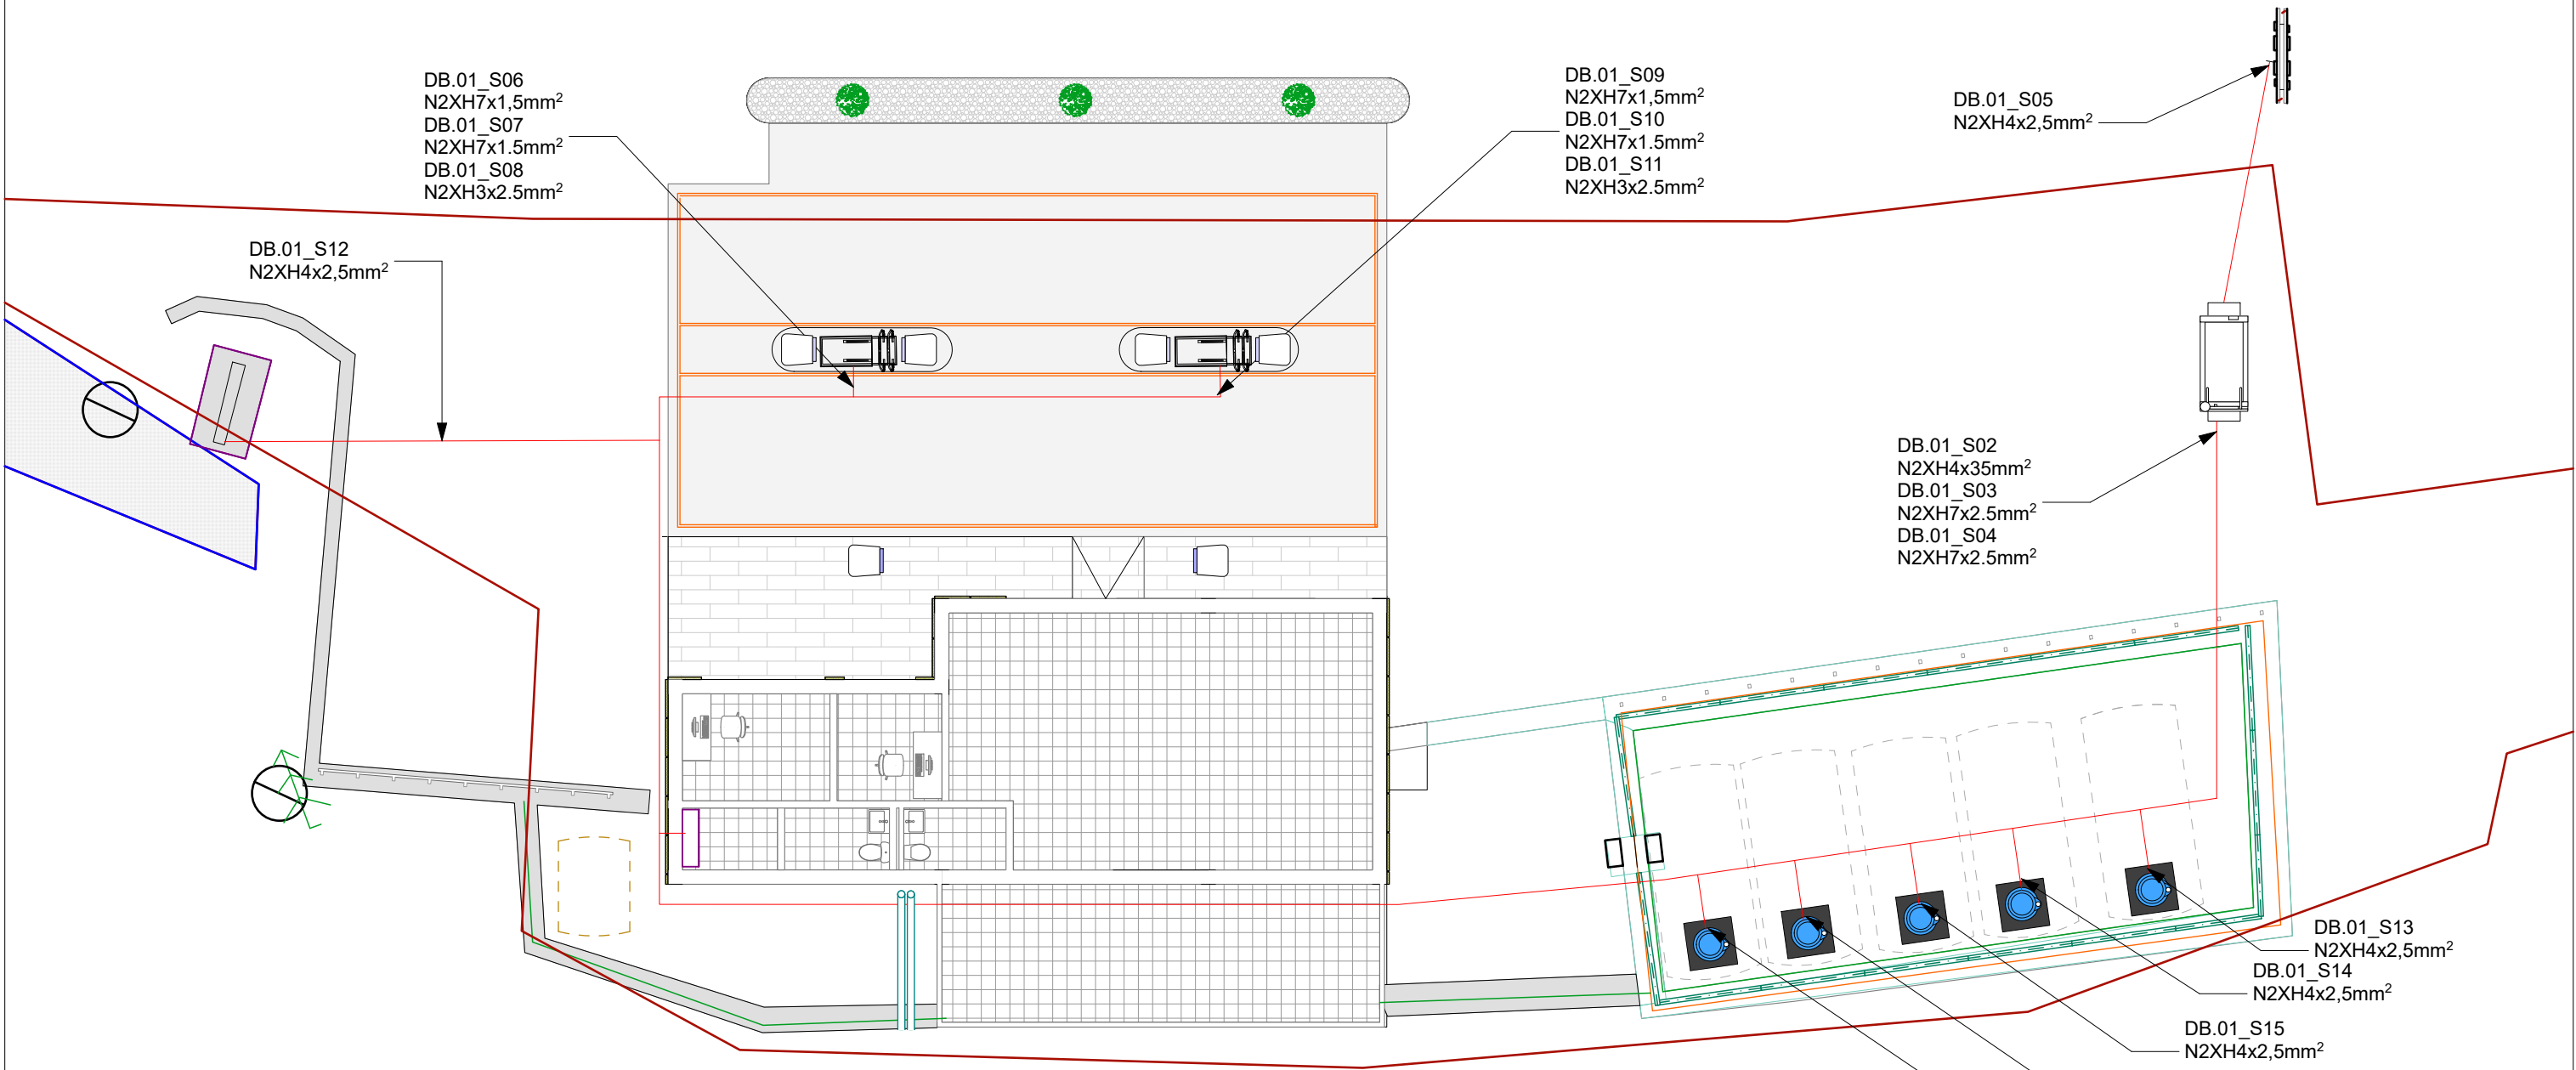 DB.01_S06
N2XH7x1,5mm²
DB.01_S07
N2XH7x1.5mm²
DB.01_S08
N2XH3x2.5mm²
DB.01_S09
N2XH7x1,5mm²
DB.01_S10
N2XH7x1.5mm²
DB.01_S11
N2XH3x2.5mm²
DB.01_S05
N2XH4x2,5mm²
DB.01_S12
N2XH4x2,5mm²
DB.01_S02
N2XH4x35mm²
DB.01_S03
N2XH7x2.5mm²
DB.01_S04
N2XH7x2.5mm²
DB.01_S13
N2XH4x2,5mm²
DB.01_S14
N2XH4x2,5mm²
DB.01_S15
N2XH4x2,5mm²